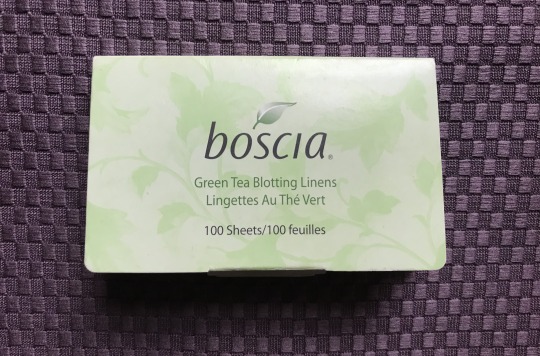 boscia®
Green Tea Blotting Linens
Lingettes Au Thé Vert
100 Sheets/100 feuilles